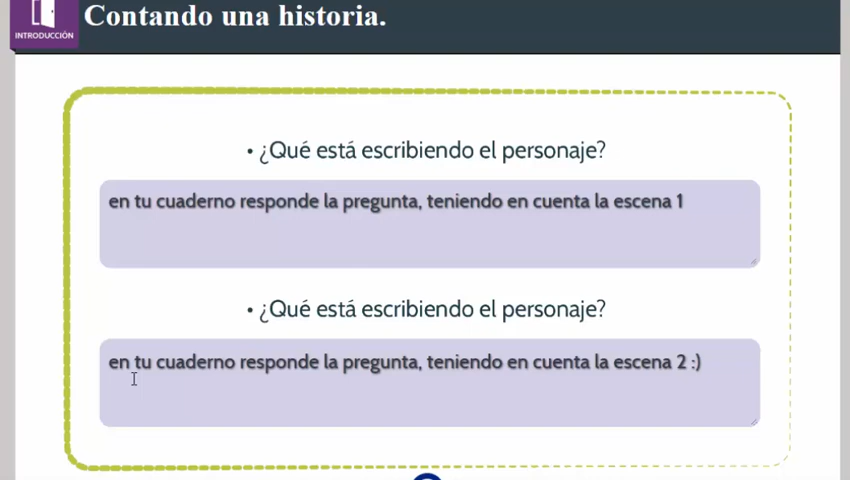 Contando una historia.
INTRODUCCIÓN
• ¿Qué está escribiendo el personaje?
en tu cuaderno responde la pregunta, teniendo en cuenta la escena 1
• ¿Qué está escribiendo el personaje?
en tu cuaderno responde la pregunta, teniendo en cuenta la escena 2 :)